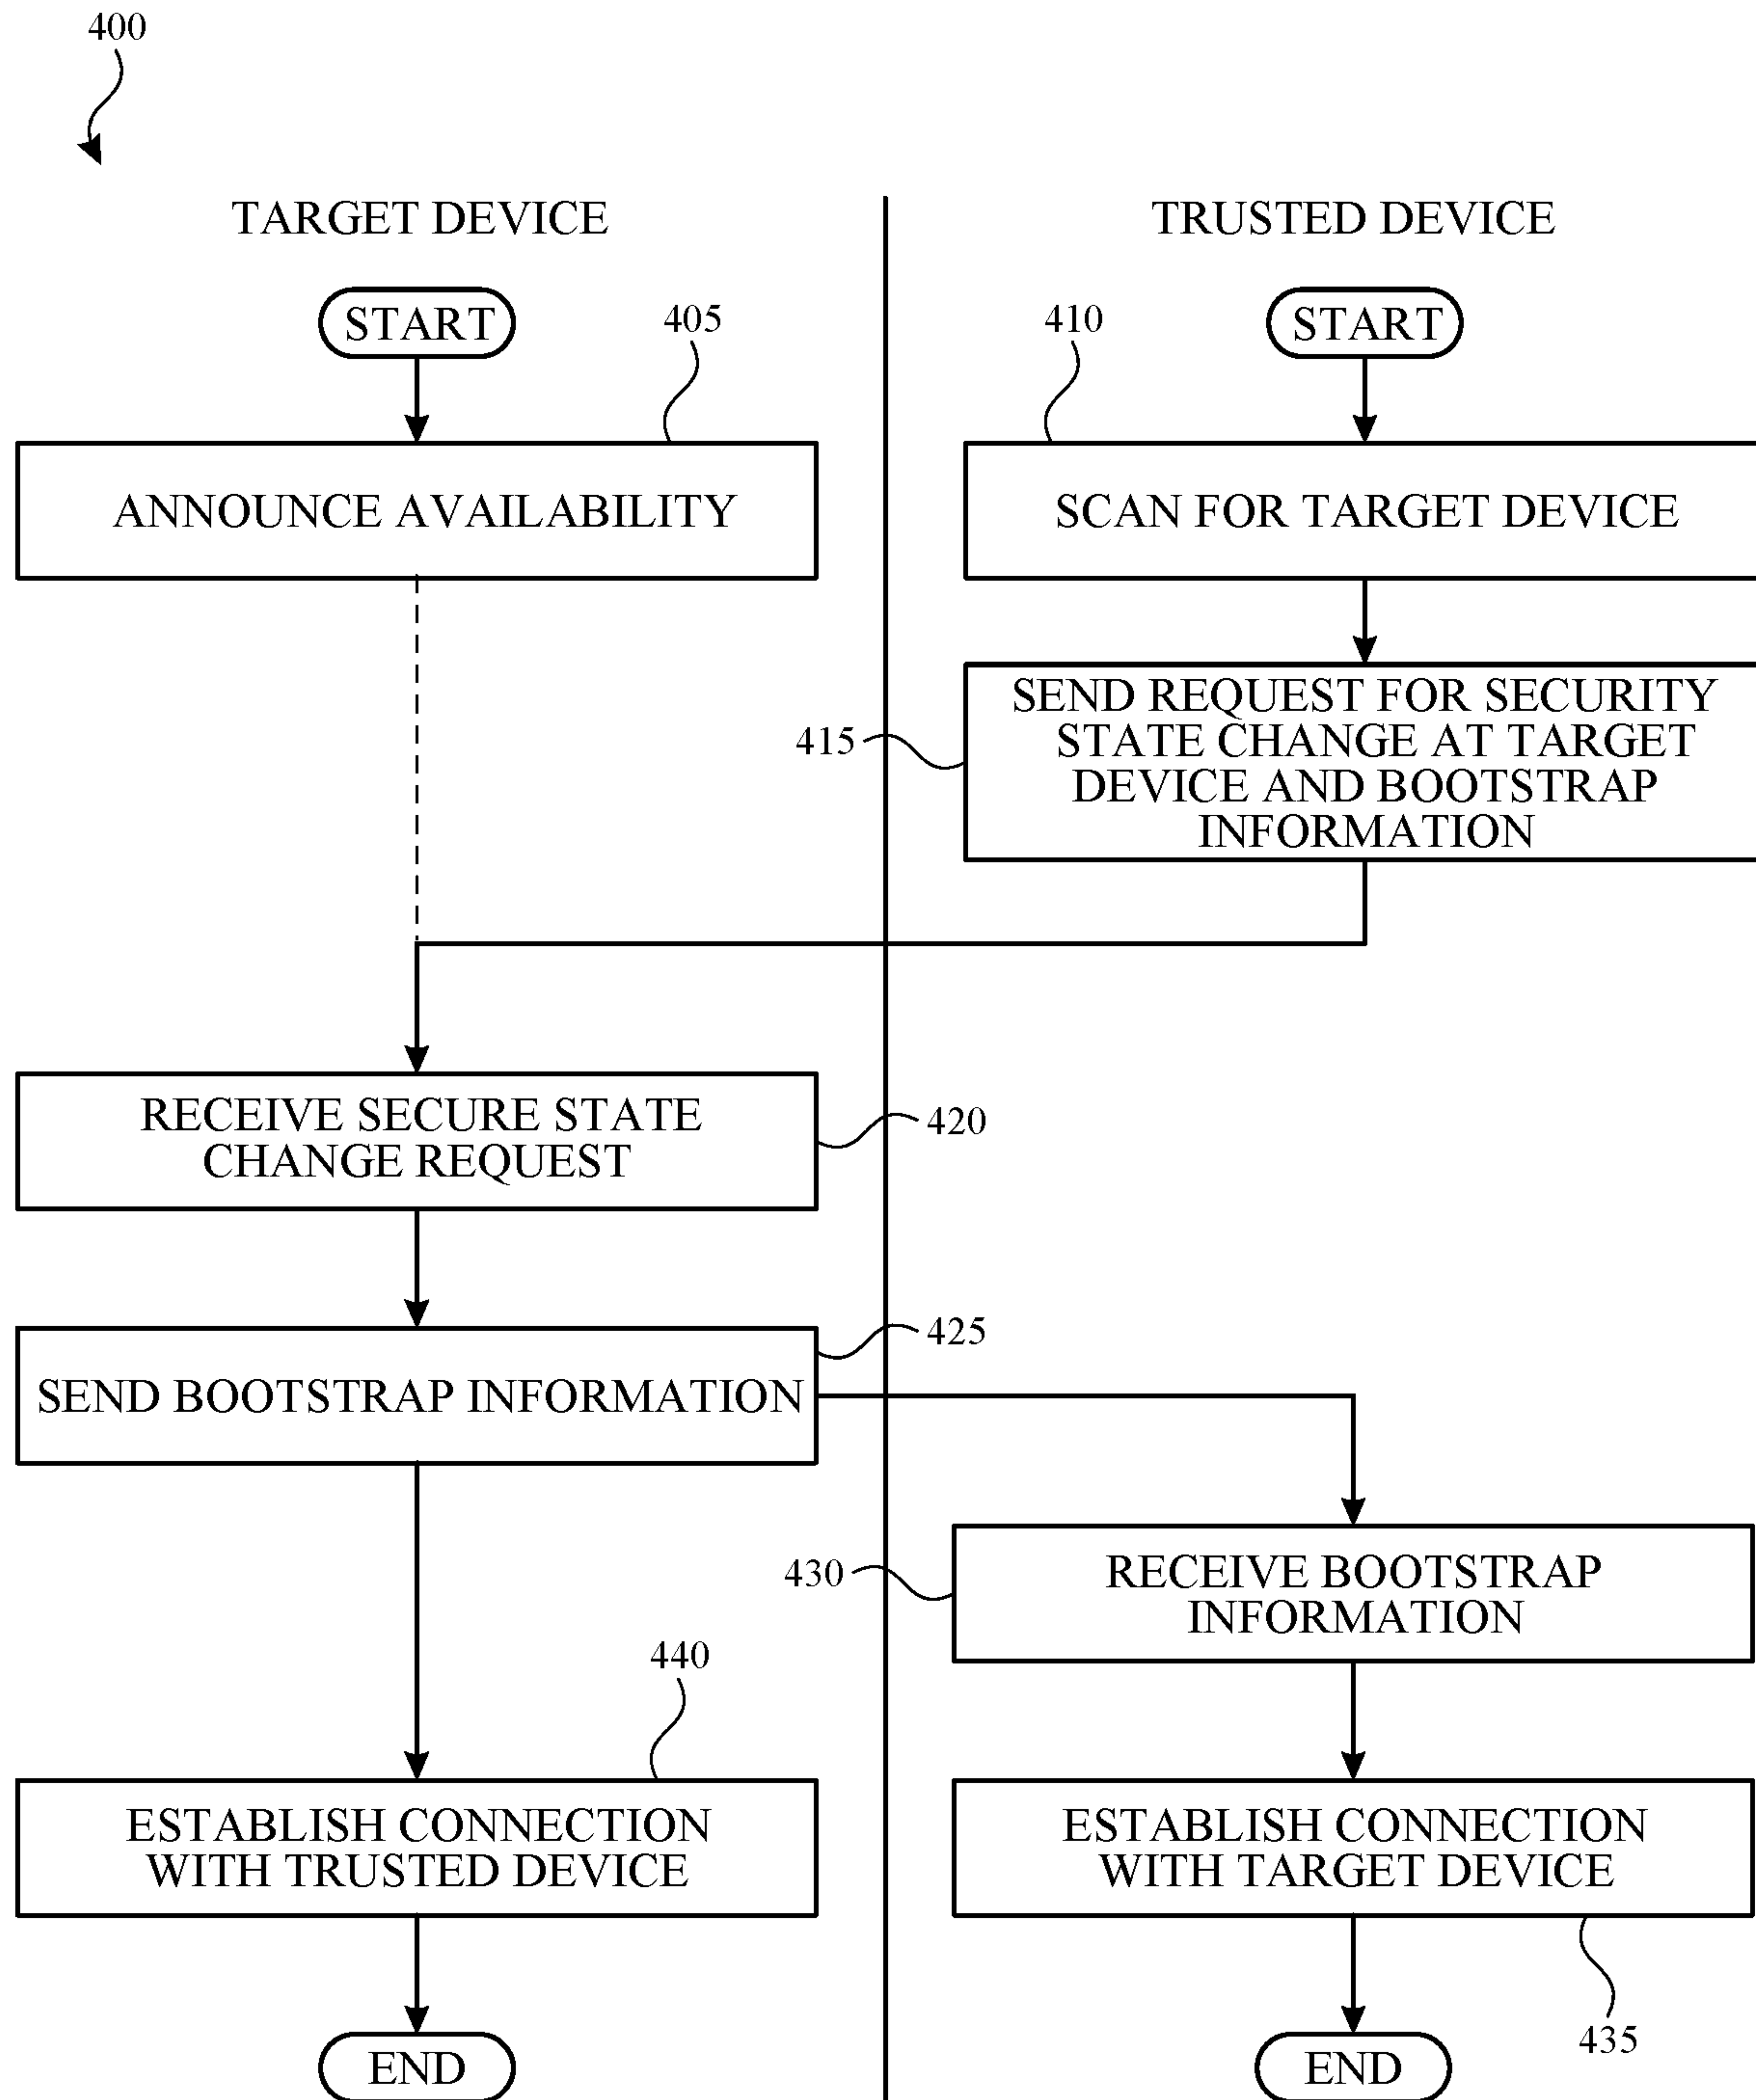 400
TARGET DEVICE
TRUSTED DEVICE
START
START
405
410
ANNOUNCE AVAILABILITY
SCAN FOR TARGET DEVICE
415
SEND REQUEST FOR SECURITY
STATE CHANGE AT TARGET
DEVICE AND BOOTSTRAP
INFORMATION
RECEIVE SECURE STATE
CHANGE REQUEST
420
SEND BOOTSTRAP INFORMATION
425
430
RECEIVE BOOTSTRAP
INFORMATION
440
ESTABLISH CONNECTION
WITH TRUSTED DEVICE
ESTABLISH CONNECTION
WITH TARGET DEVICE
435
END
END